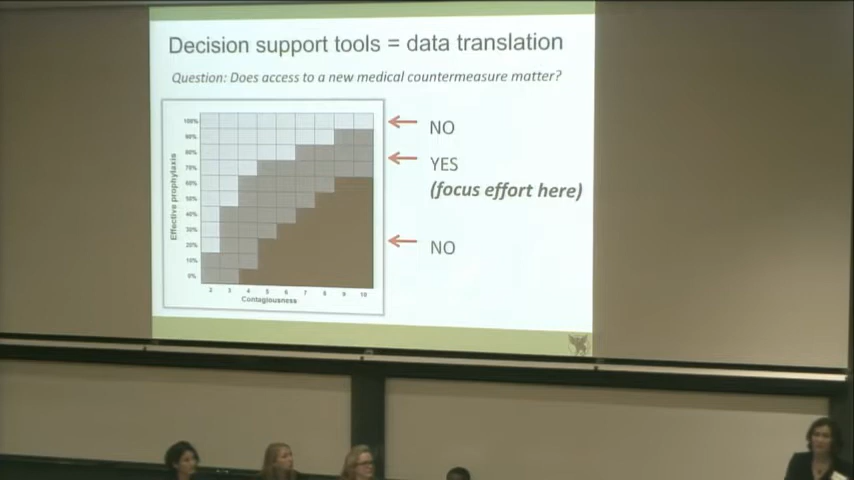 Decision support tools = data translation
Question: Does access to a new medical countermeasure matter?
100%
90%
80%
70%
60%
50%
40%
30%
20%
10%
0%
Effective prophylaxis
2 3 4 5 6 7 8 9 10
Contagiousness
NO
YES
(focus effort here)
NO